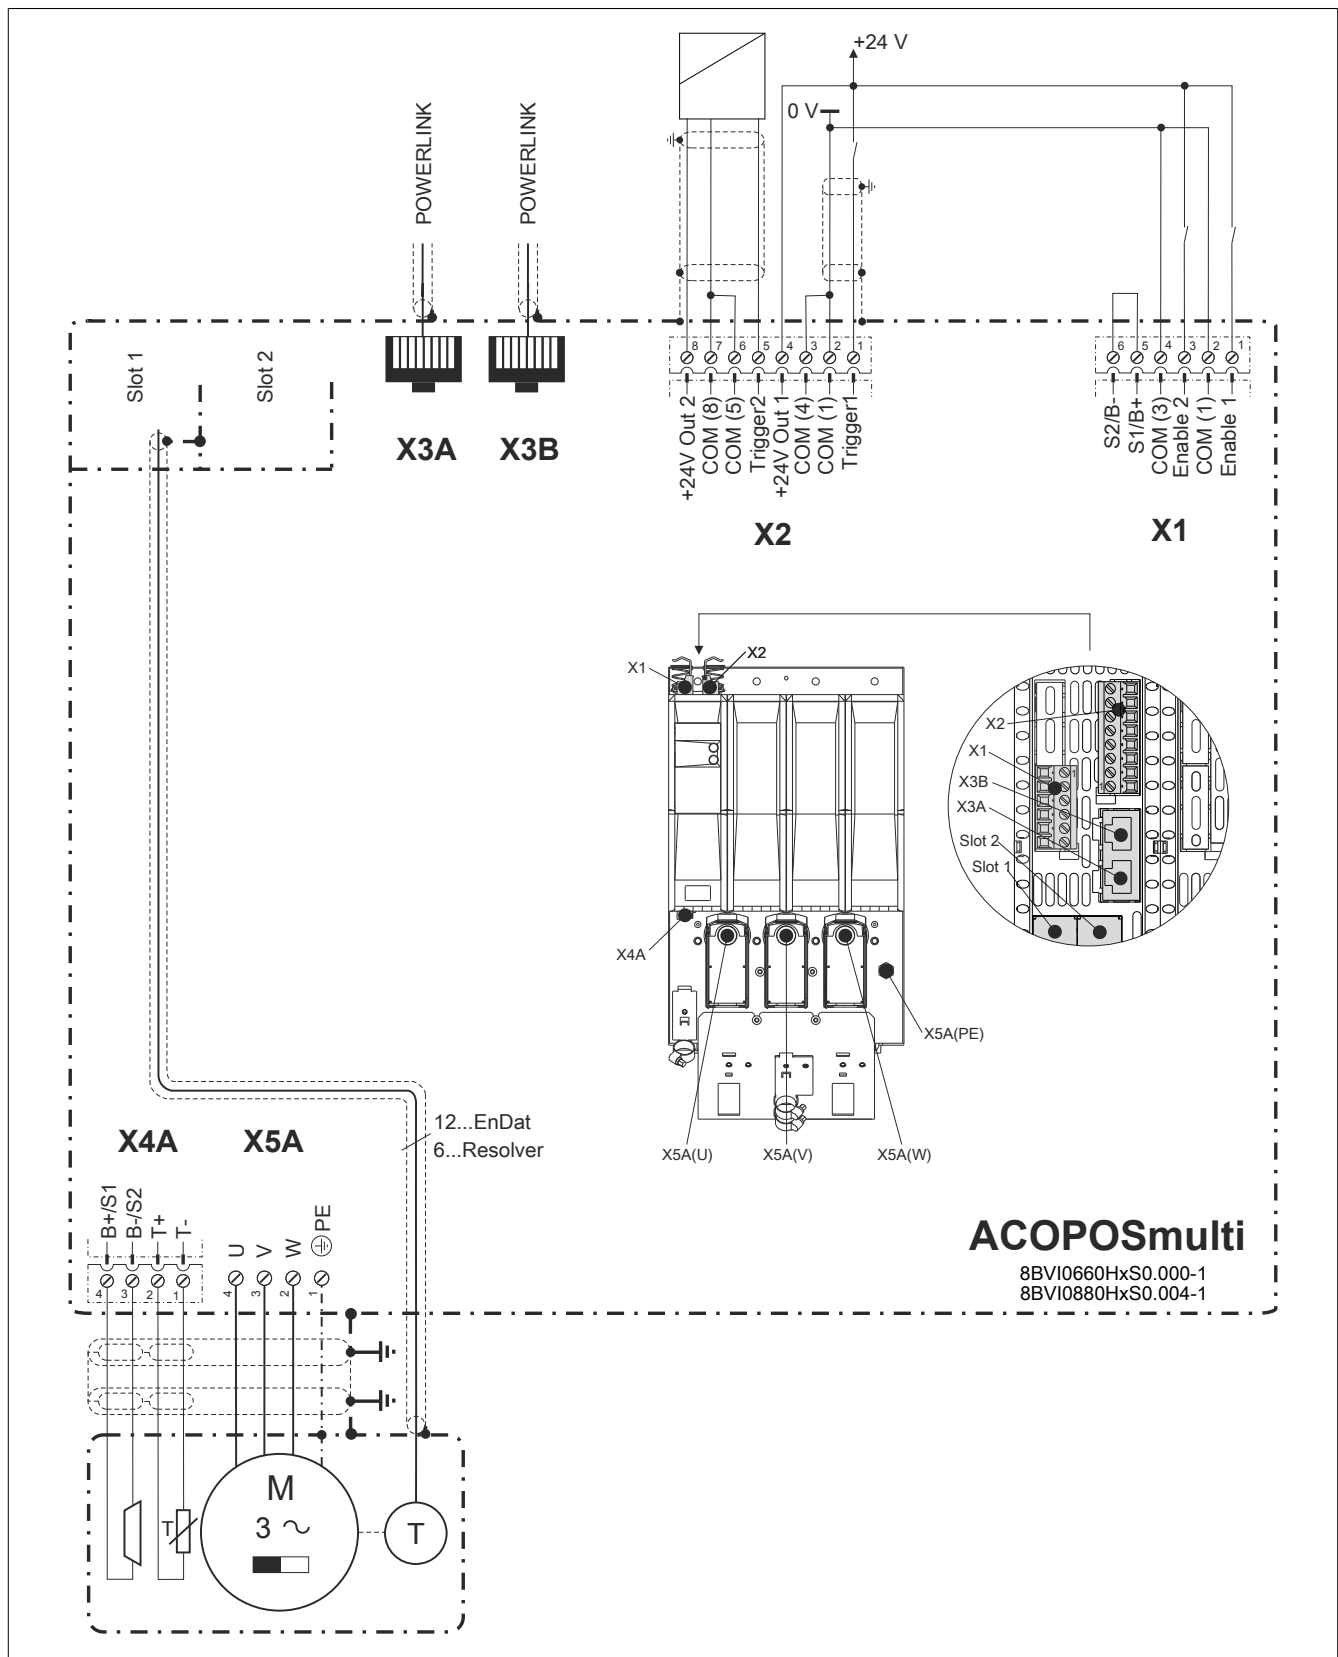 +24 V
0 V
POWERLINK
POWERLINK
Slot 1
Slot 2
X3A
X3B
8
7
6
5
4
3
2
1
+24V Out 2
COM (8)
COM (5)
Trigger2
+24V Out 1
COM (4)
COM (1)
Trigger1
X2
6
5
4
3
2
1
S2/B-
S1/B+
COM (3)
Enable 2
COM (1)
Enable 1
X1
X1
X2
X4A
X5A(PE)
X5A(U)
X5A(V)
X5A(W)
X2
X1
X3B
X3A
Slot 2
Slot 1
1
1
12...EnDat
6...Resolver
X4A
X5A
B+/S1
B-/S2
T+
T-
U
V
W
PE
4
3
2
1
4
3
2
1
ACOPOSmulti
8BVI0660HxS0.000-1
8BVI0880HxS0.004-1
T
M
3
T